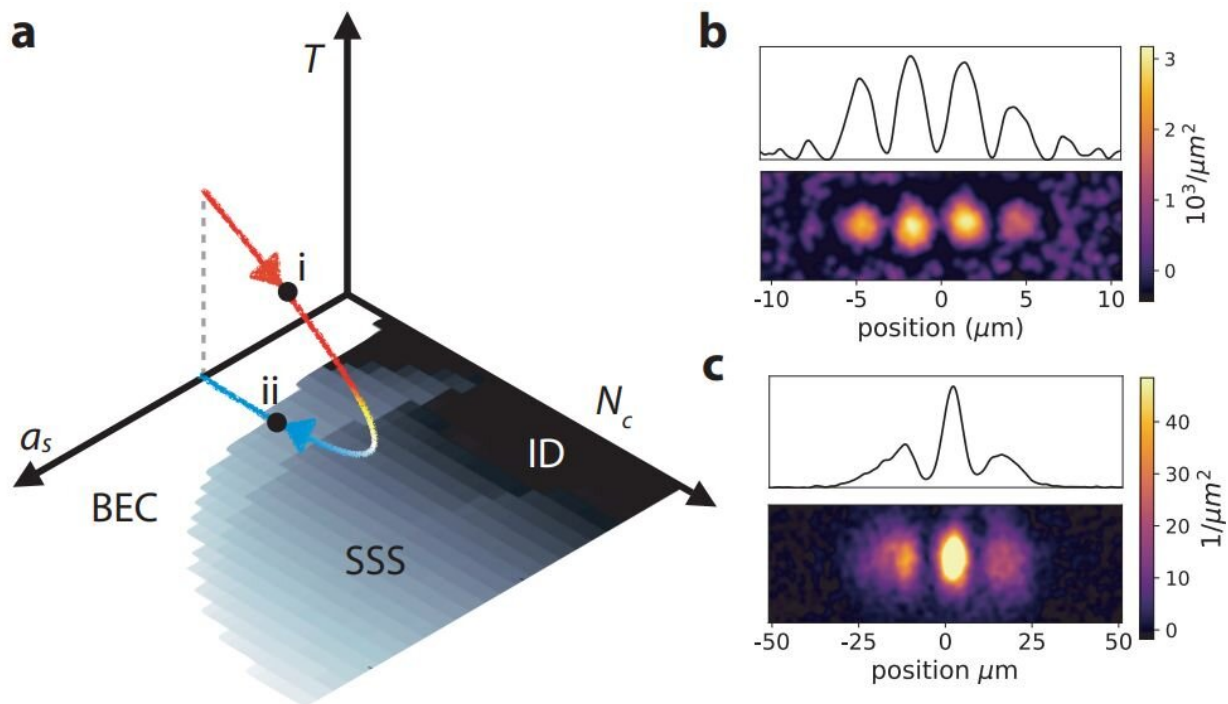 a
T
i
ii
a_s
N_c
BEC
ID
SSS
b
3
2
1
0
10³/μm²
-10
-5
0
5
10
position (μm)
c
40
30
20
10
0
1/μm²
-50
-25
0
25
50
position μm